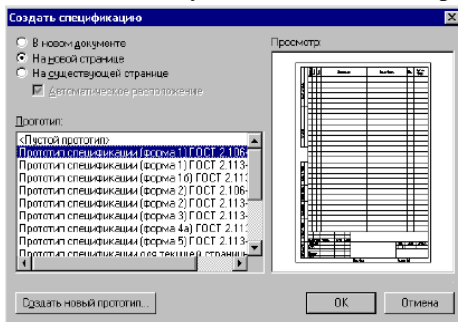 Создать спецификацию
В новом документе
На новой странице
На существующей странице
Автоматическое расположение
Просмотр:
Прототип:
<Пустой прототип>
Прототип спецификации (форма 1) ГОСТ 2.106-
Прототип спецификации (форма 1) ГОСТ 2.113-
Прототип спецификации (форма 1б) ГОСТ 2.113
Прототип спецификации (форма 2) ГОСТ 2.106-
Прототип спецификации (форма 2) ГОСТ 2.113-
Прототип спецификации (форма 3) ГОСТ 2.113-
Прототип спецификации (форма 4а) ГОСТ 2.11
Прототип спецификации (форма 5) ГОСТ 2.113-
Прототип спецификации для текущей страниц
Создать новый прототип...
OK
Отмена